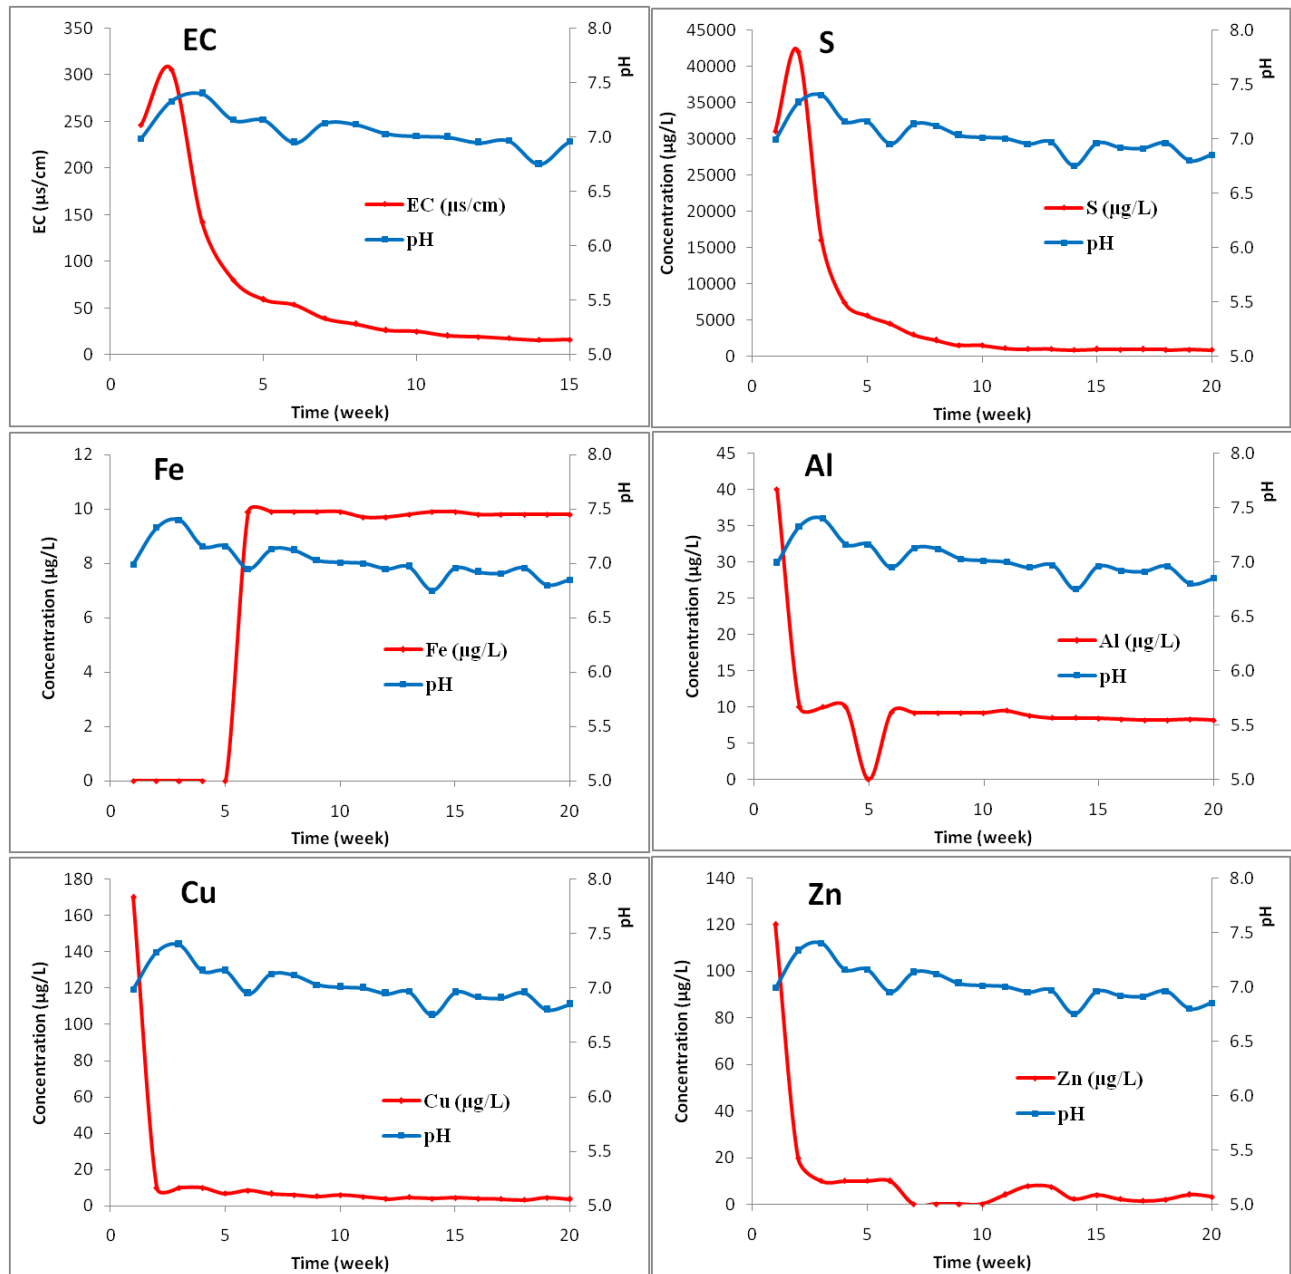 EC
350
300
250
200
150
100
50
0
EC (µs/cm)
8.0
7.5
7.0
6.5
6.0
5.5
5.0
pH
EC (µs/cm)
pH
0 5 10 15
Time (week)
S
45000
40000
35000
30000
25000
20000
15000
10000
5000
0
Concentration (µg/L)
8.0
7.5
7.0
6.5
6.0
5.5
5.0
pH
S (µg/L)
pH
0 5 10 15 20
Time (week)
Fe
12
10
8
6
4
2
0
Concentration (µg/L)
8.0
7.5
7.0
6.5
6.0
5.5
5.0
pH
Fe (µg/L)
pH
0 5 10 15 20
Time (week)
Al
45
40
35
30
25
20
15
10
5
0
Concentration (µg/L)
8.0
7.5
7.0
6.5
6.0
5.5
5.0
pH
Al (µg/L)
pH
0 5 10 15 20
Time (week)
Cu
180
160
140
120
100
80
60
40
20
0
Concentration (µg/L)
8.0
7.5
7.0
6.5
6.0
5.5
5.0
pH
Cu (µg/L)
pH
0 5 10 15 20
Time (week)
Zn
140
120
100
80
60
40
20
0
Concentration (µg/L)
8.0
7.5
7.0
6.5
6.0
5.5
5.0
pH
Zn (µg/L)
pH
0 5 10 15 20
Time (week)